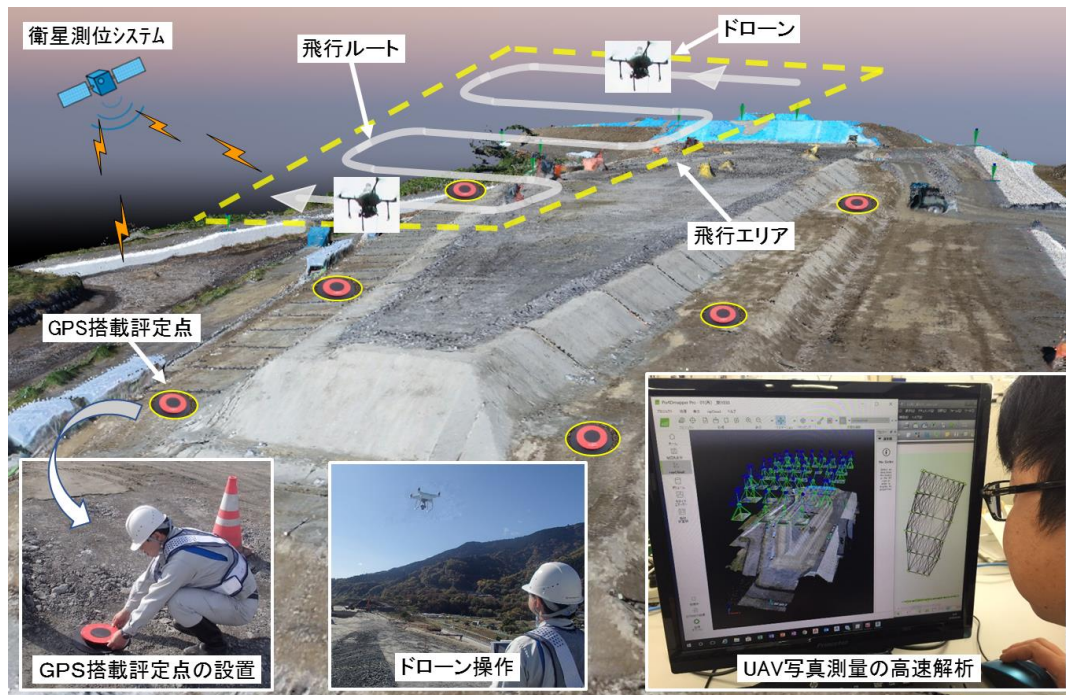 衛星測位システム
飛行ルート
ドローン
飛行エリア
GPS搭載評定点
GPS搭載評定点の設置
ドローン操作
UAV写真測量の高速解析